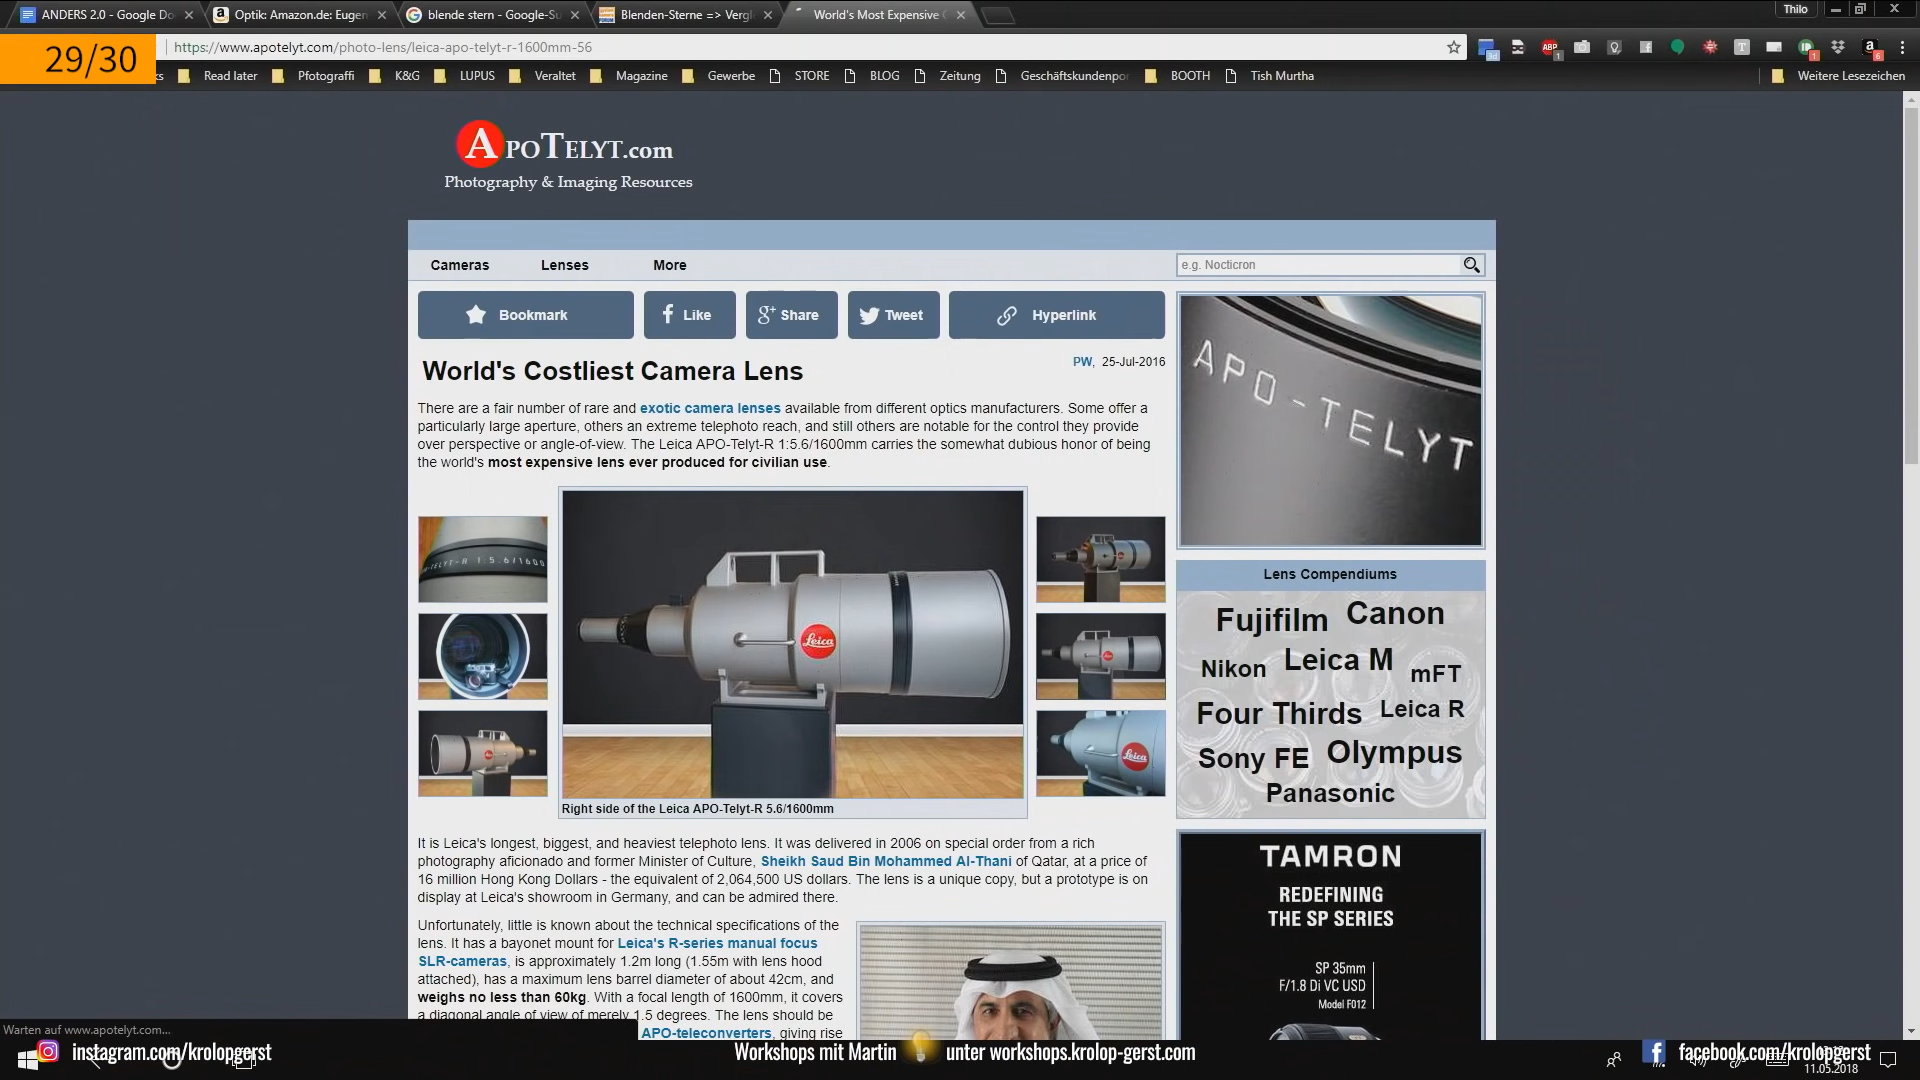 ANDERS 2.0 - Google Do
Optik: Amazon.de: Eugen
blende stern - Google-Su
Blenden-Sterne => Vergl
World's Most Expensive
Thilo
29/30
https://www.apotelyt.com/photo-lens/leica-apo-telyt-r-1600mm-56
Read later
Pfotograffi
K&G
LUPUS
Veraltet
Magazine
Gewerbe
STORE
BLOG
Zeitung
Geschäftskundenpor
BOOTH
Tish Murtha
Weitere Lesezeichen
APOTELYT.com
Photography & Imaging Resources
Cameras
Lenses
More
e.g. Nocticron
Bookmark
Like
Share
Tweet
Hyperlink
World's Costliest Camera Lens
PW, 25-Jul-2016
There are a fair number of rare and exotic camera lenses available from different optics manufacturers. Some offer a
particularly large aperture, others an extreme telephoto reach, and still others are notable for the control they provide
over perspective or angle-of-view. The Leica APO-Telyt-R 1:5.6/1600mm carries the somewhat dubious honor of being
the world's most expensive lens ever produced for civilian use.
Leica
Right side of the Leica APO-Telyt-R 5.6/1600mm
It is Leica's longest, biggest, and heaviest telephoto lens. It was delivered in 2006 on special order from a rich
photography aficionado and former Minister of Culture, Sheikh Saud Bin Mohammed Al-Thani of Qatar, at a price of
16 million Hong Kong Dollars - the equivalent of 2,064,500 US dollars. The lens is a unique copy, but a prototype is on
display at Leica's showroom in Germany, and can be admired there.
Unfortunately, little is known about the technical specifications of the
lens. It has a bayonet mount for Leica's R-series manual focus
SLR-cameras, is approximately 1.2m long (1.55m with lens hood
attached), has a maximum lens barrel diameter of about 42cm, and
weighs no less than 60kg. With a focal length of 1600mm, it covers
a diagonal angle of view of merely 1.5 degrees. The lens should be
APO-teleconverters, giving rise
APO-TELYT
Lens Compendiums
Fujifilm Canon
Nikon Leica M mFT
Four Thirds Leica R
Sony FE Olympus
Panasonic
TAMRON
REDEFINING
THE SP SERIES
SP 35mm
F/1.8 Di VC USD
Model F012
Warten auf www.apotelyt.com...
instagram.com/krolopgerst
Workshops mit Martin unter workshops.krolop-gerst.com
facebook.com/krolopgerst
11.05.2018